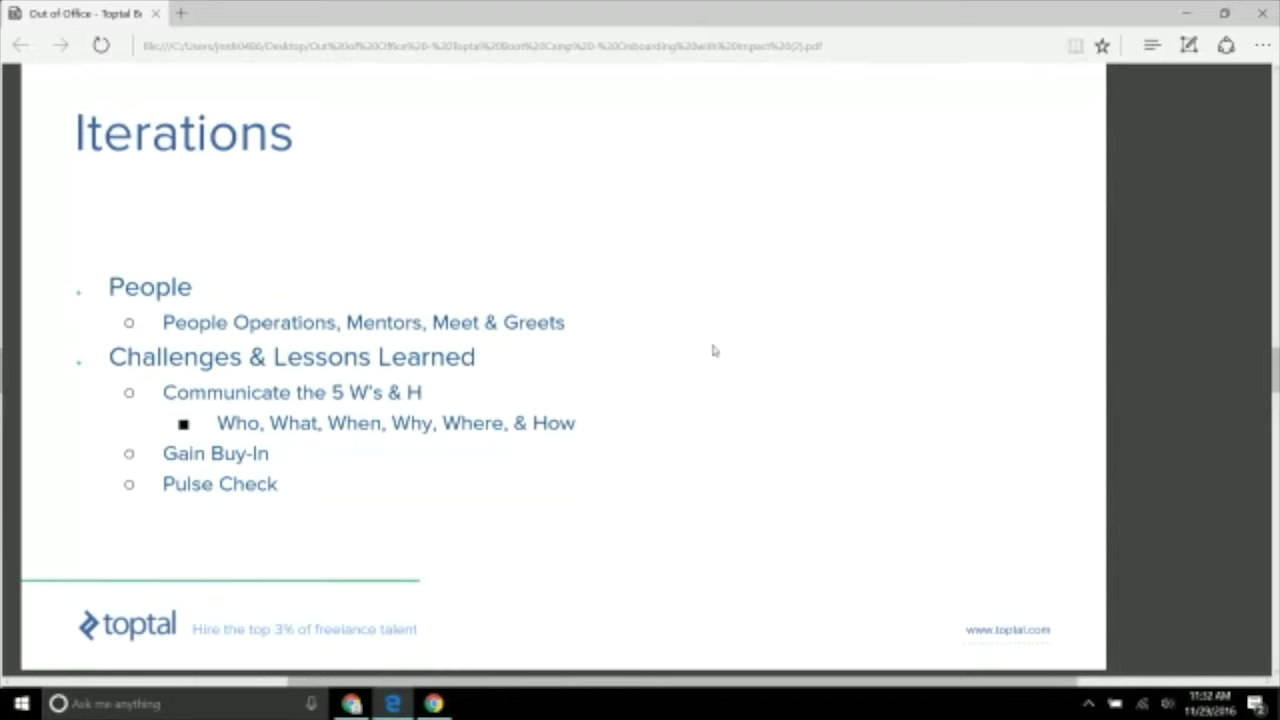 Out of Office - Toptal B
Iterations
People
People Operations, Mentors, Meet & Greets
Challenges & Lessons Learned
Communicate the 5 W's & H
Who, What, When, Why, Where, & How
Gain Buy-In
Pulse Check
toptal
Hire the top 3% of freelance talent
www.toptal.com
Ask me anything
11:32 AM
11/23/2016